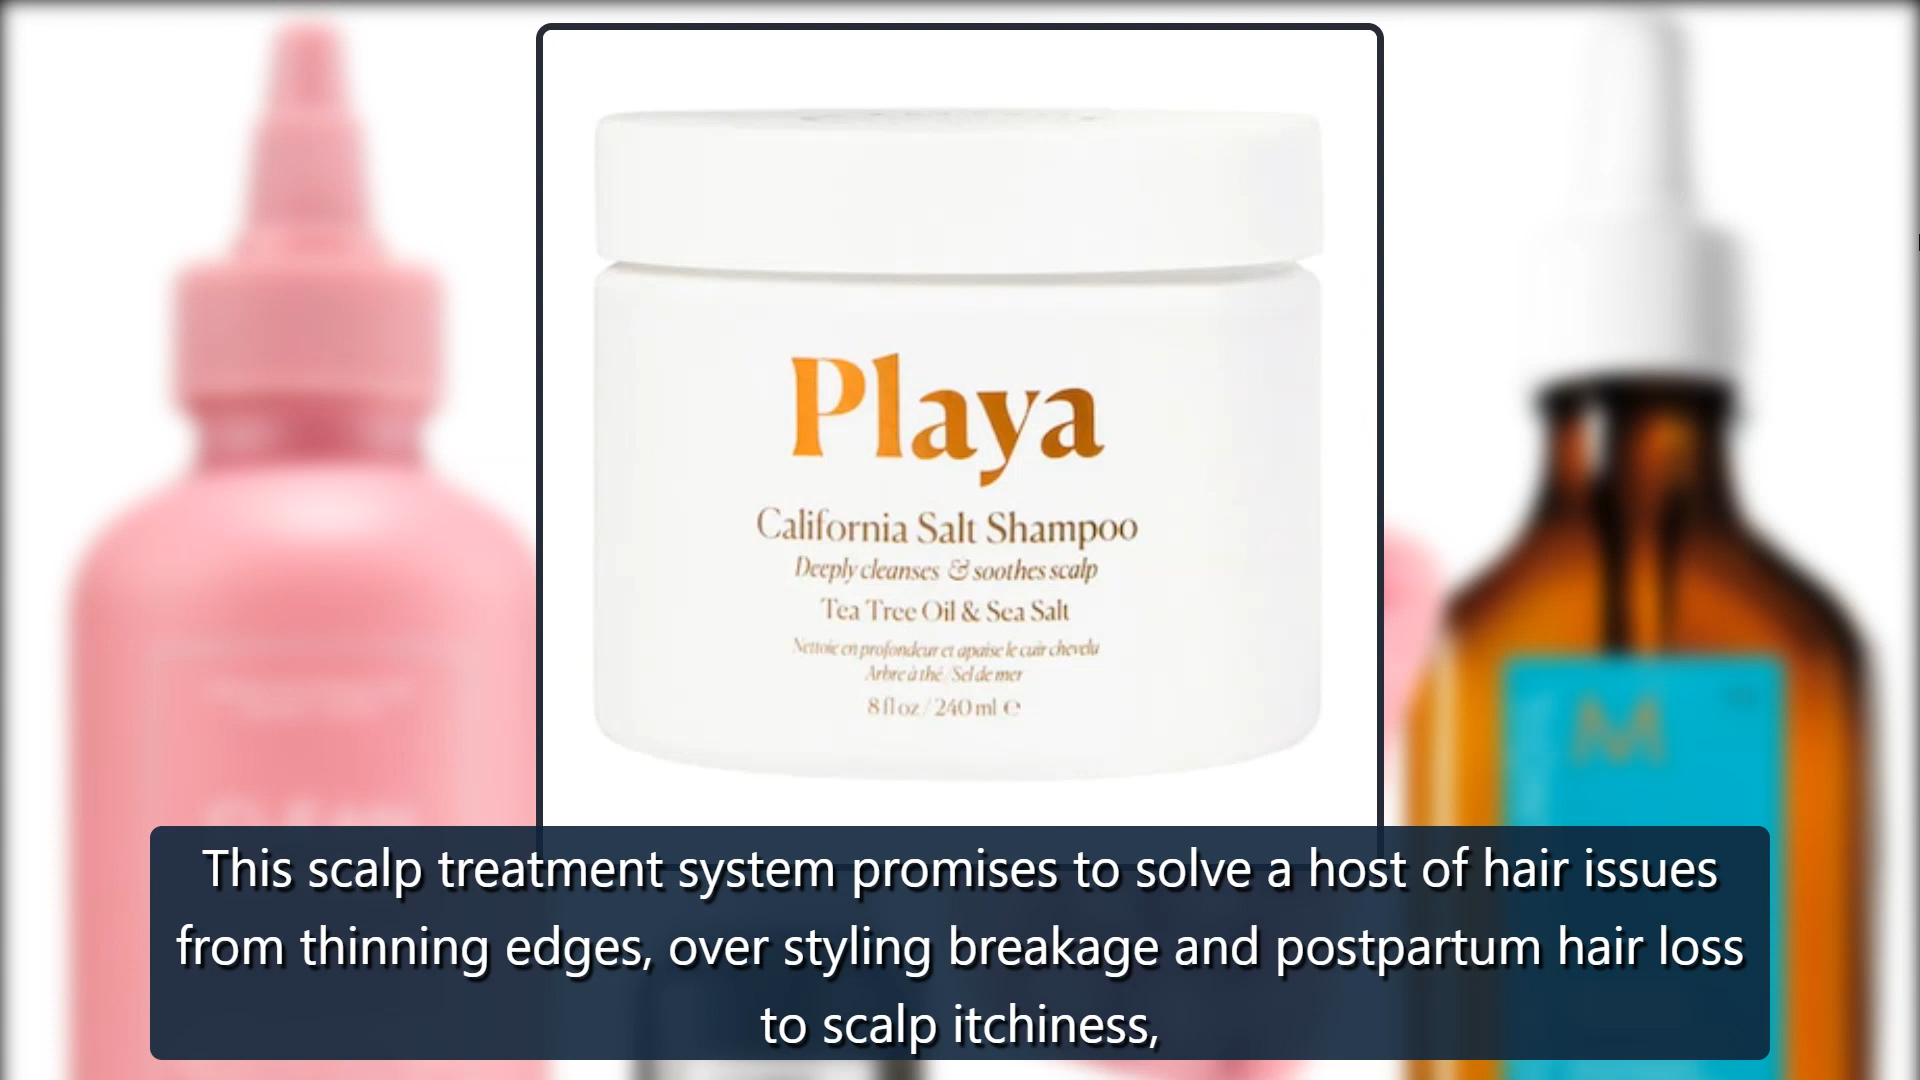 Playa
California Salt Shampoo
Deeply cleanses & soothes scalp
Tea Tree Oil & Sea Salt
Nettoie en profondeur et apaise le cuir chevelu
Arbre à thé / Sel de mer
8 fl oz / 240 ml ℮
M
This scalp treatment system promises to solve a host of hair issues
from thinning edges, over styling breakage and postpartum hair loss
to scalp itchiness,